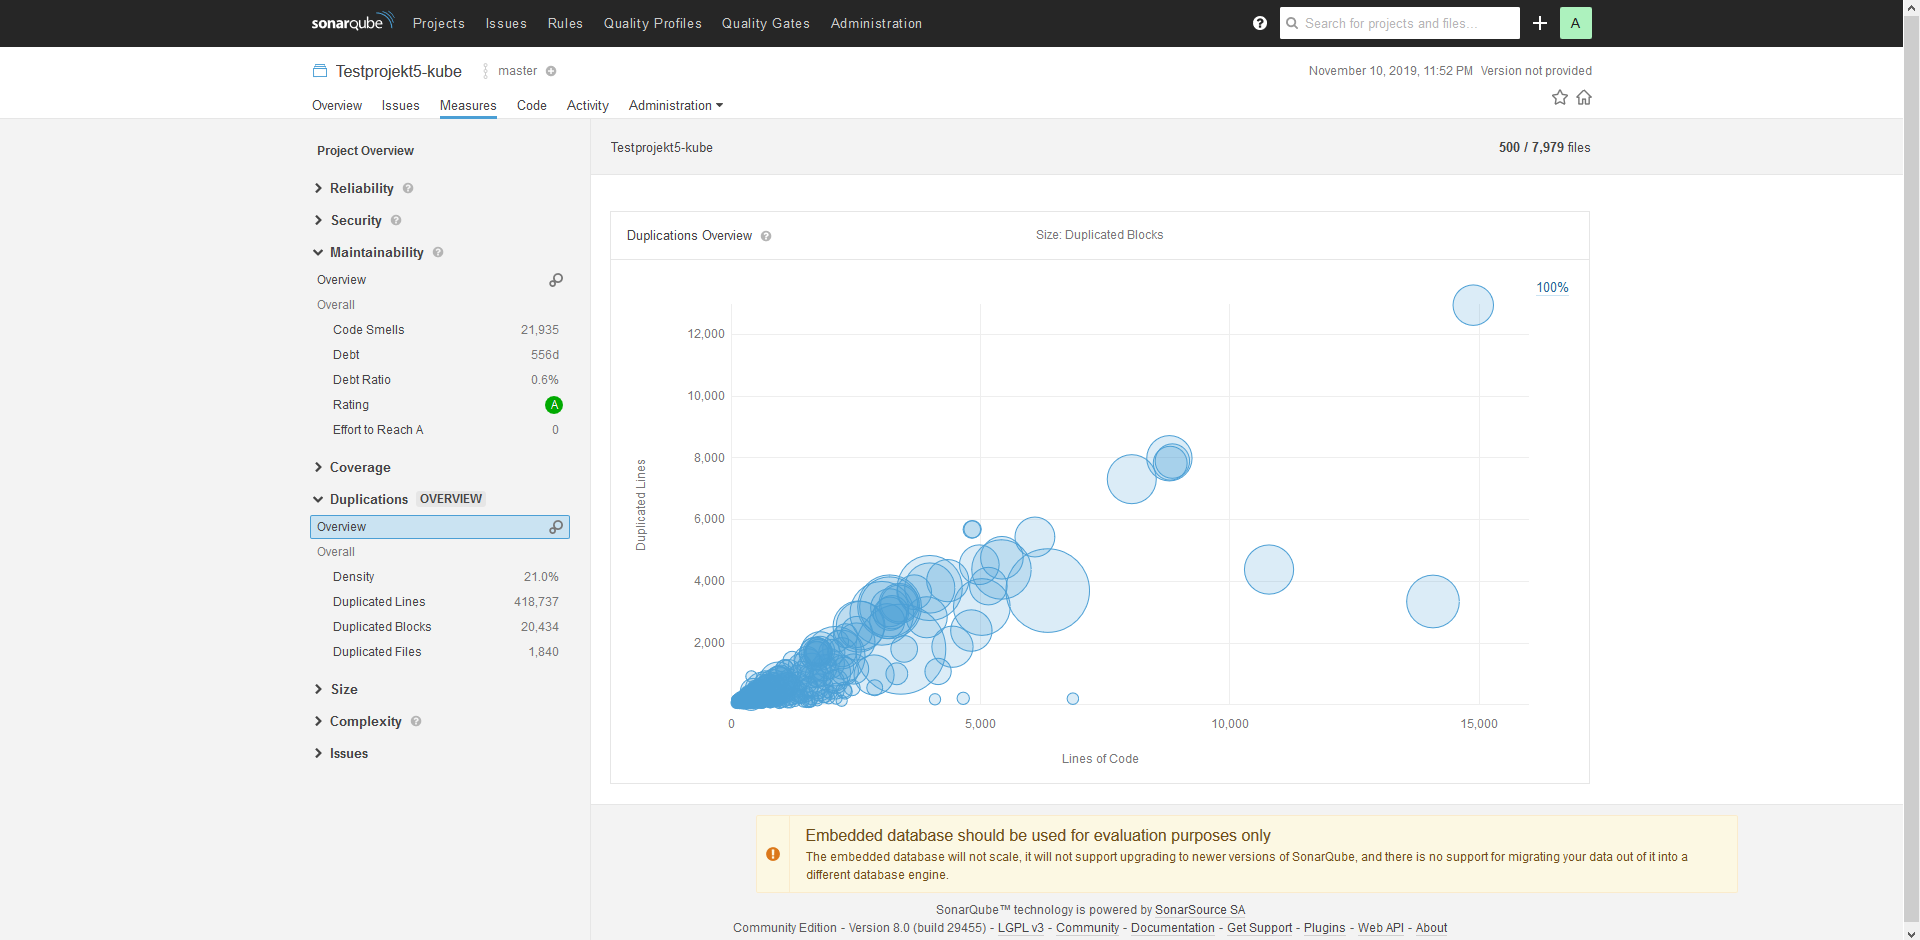 sonarqube Projects Issues Rules Quality Profiles Quality Gates Administration ? Search for projects and files... A
Testprojekt5-kube master November 10, 2019, 11:52 PM Version not provided
Overview Issues Measures Code Activity Administration
Project Overview
Testprojekt5-kube 500 / 7,979 files
Reliability ?
Security ?
Maintainability ?
Overview
Overall
Code Smells 21,935
Debt 556d
Debt Ratio 0.6%
Rating A
Effort to Reach A 0
Coverage
Duplications OVERVIEW
Overview
Overall
Density 21.0%
Duplicated Lines 418,737
Duplicated Blocks 20,434
Duplicated Files 1,840
Size
Complexity ?
Issues
Duplications Overview ? Size: Duplicated Blocks
100%
12,000
10,000
8,000
6,000
4,000
2,000
Duplicated Lines
0 5,000 10,000 15,000
Lines of Code
Embedded database should be used for evaluation purposes only
The embedded database will not scale, it will not support upgrading to newer versions of SonarQube, and there is no support for migrating your data out of it into a
different database engine.
SonarQube™ technology is powered by SonarSource SA
Community Edition - Version 8.0 (build 29455) - LGPL v3 - Community - Documentation - Get Support - Plugins - Web API - About